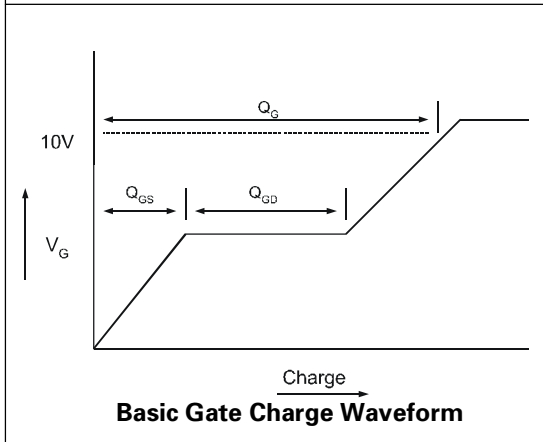 Q_G
10V
Q_GS
Q_GD
V_G
Charge
Basic Gate Charge Waveform